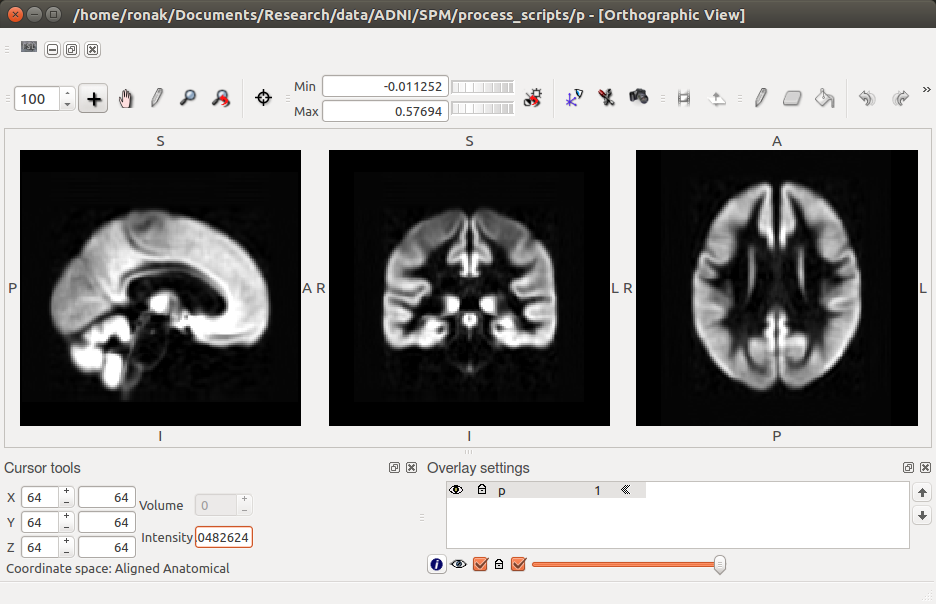 /home/ronak/Documents/Research/data/ADNI/SPM/process_scripts/p - [Orthographic View]
100
Min -0.011252
Max 0.57694
S S A
P A R L R L
I I P
Cursor tools
X 64 64
Y 64 64
Z 64 64
Volume 0
Intensity 0482624
Coordinate space: Aligned Anatomical
Overlay settings
p 1